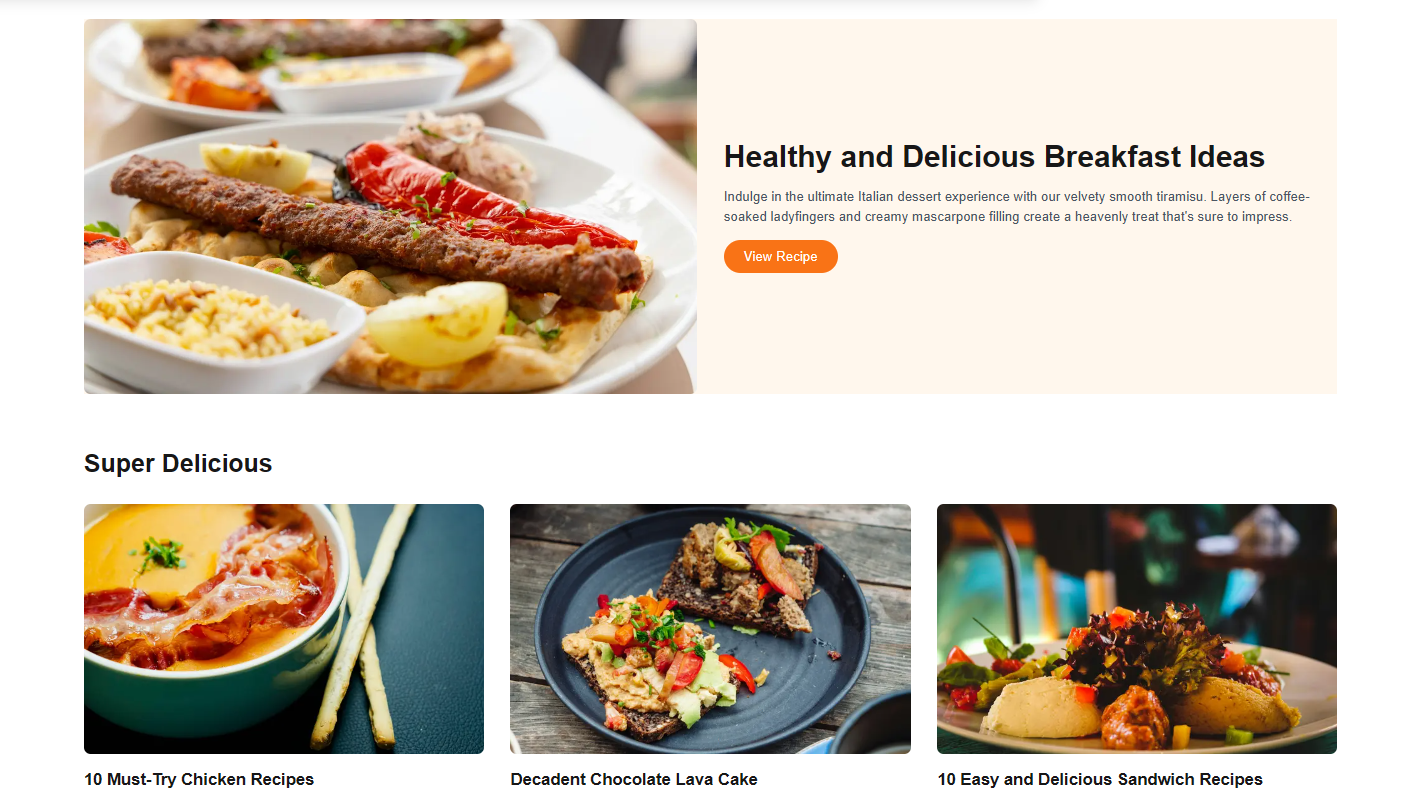 Healthy and Delicious Breakfast Ideas
Indulge in the ultimate Italian dessert experience with our velvety smooth tiramisu. Layers of coffee-
soaked ladyfingers and creamy mascarpone filling create a heavenly treat that's sure to impress.
View Recipe
Super Delicious
10 Must-Try Chicken Recipes
Decadent Chocolate Lava Cake
10 Easy and Delicious Sandwich Recipes